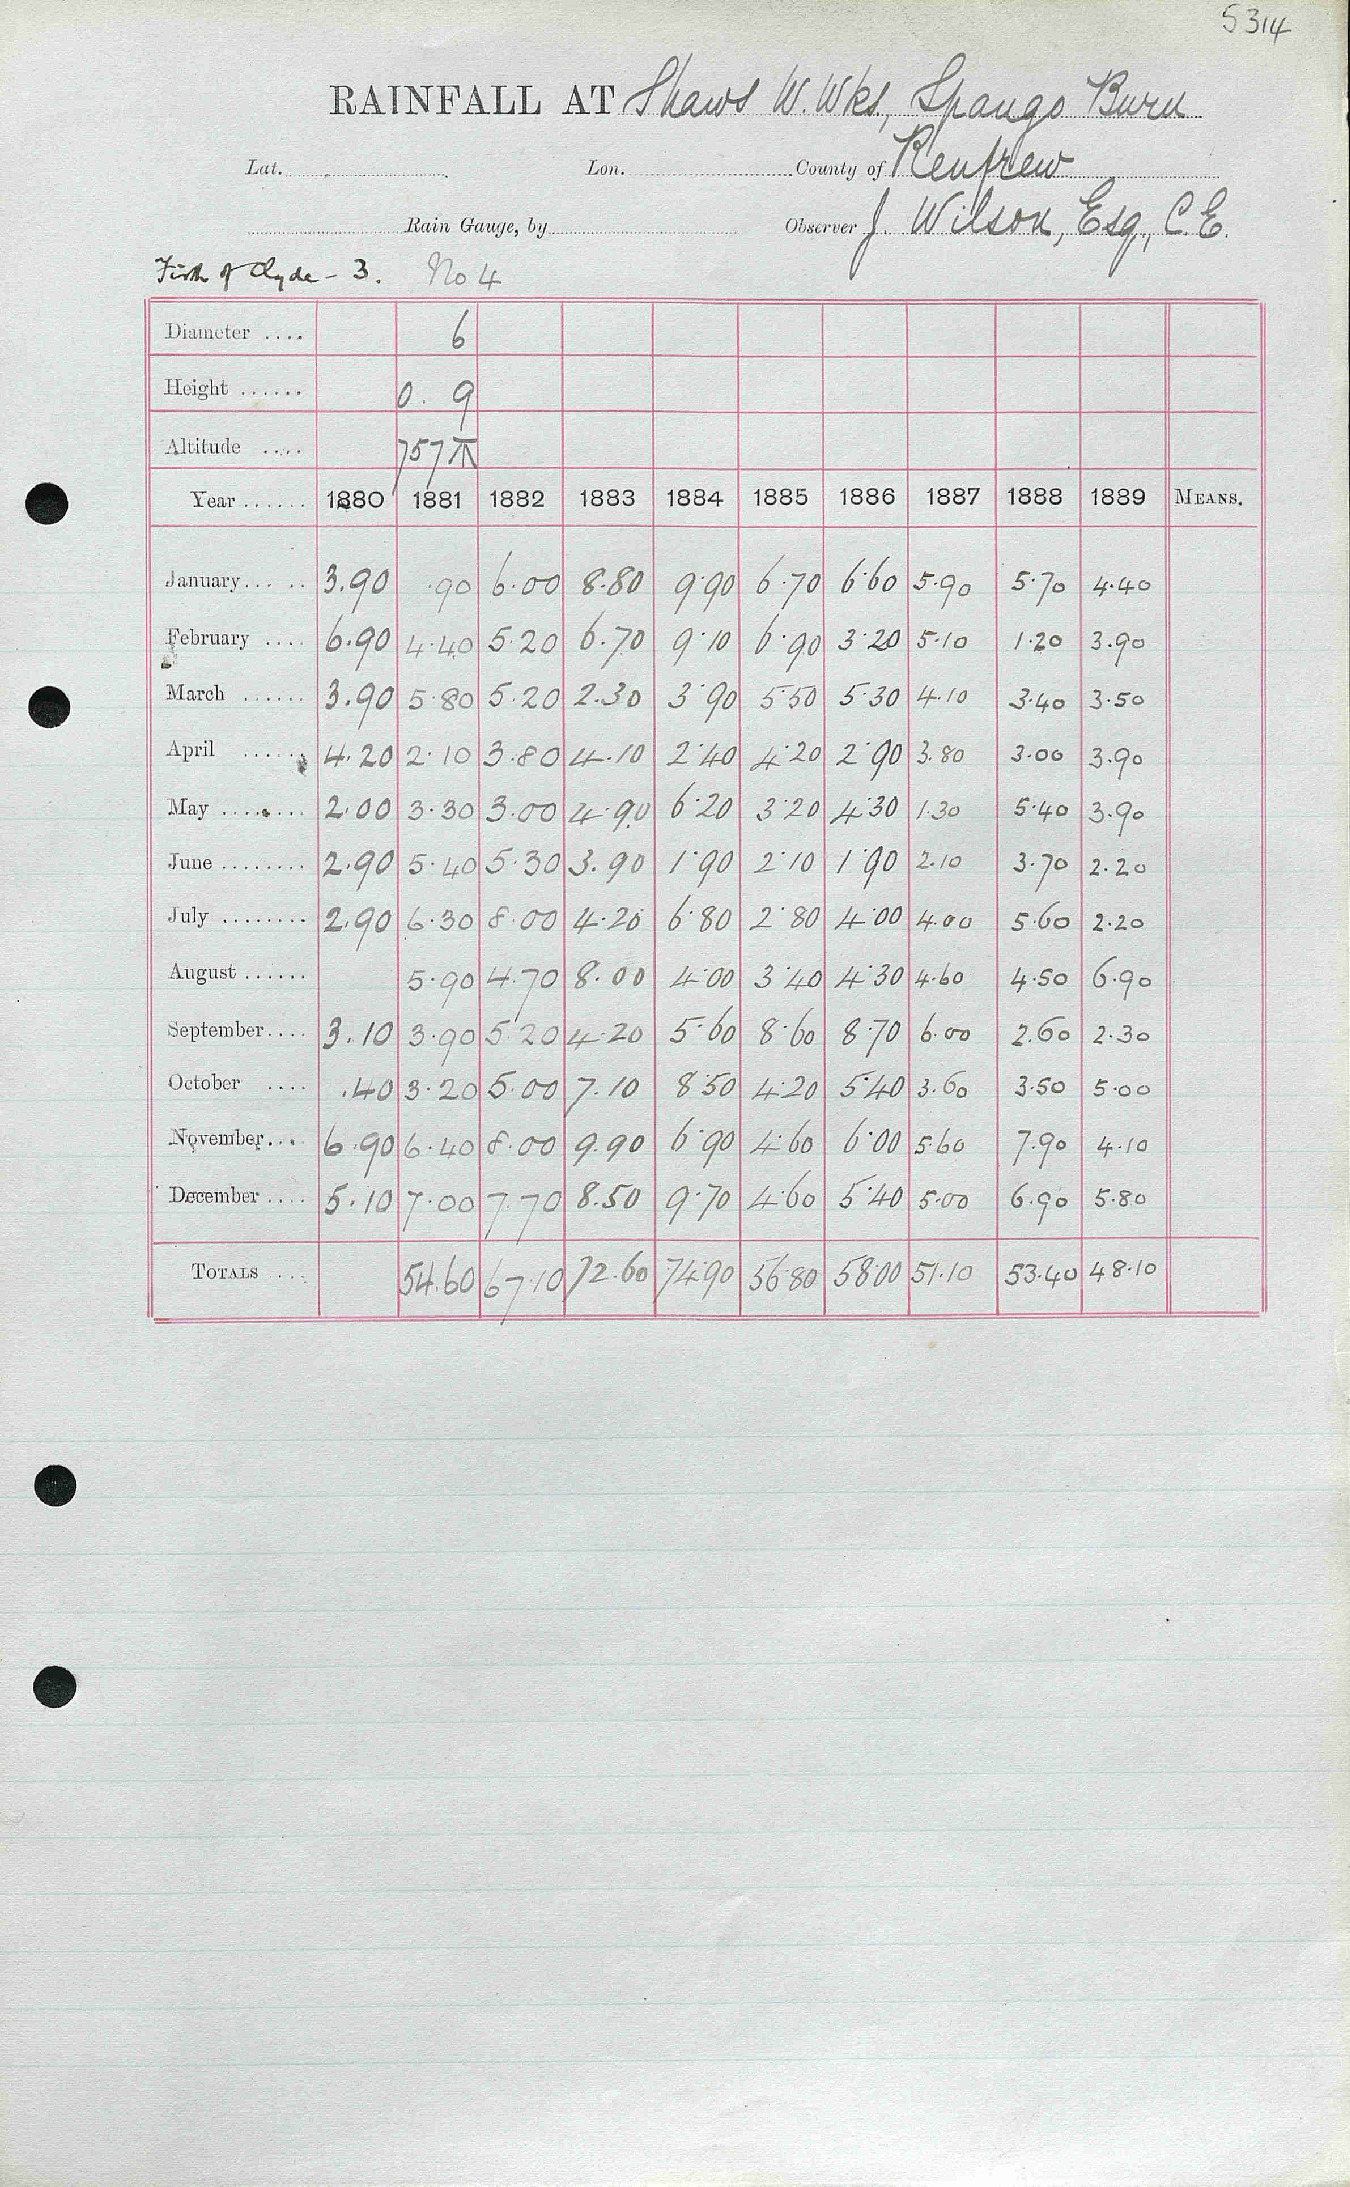 5314
RAINFALL AT Shaws W. Wks, Spango Burn
Lat. Lon. County of Renfrew
Rain Gauge, by Observer J. Wilson, Esq., C.E.
Firth of Clyde - 3. No 4
Diameter .... 6
Height ...... 0. 9
Altitude .... 757
Year ...... 1880 1881 1882 1883 1884 1885 1886 1887 1888 1889 MEANS.
January ..... 3.90 .90 6.00 8.80 9.90 6.70 6.60 5.90 5.70 4.40
February .... 6.90 4.40 5.20 6.70 9.10 6.90 3.20 5.10 1.20 3.90
March ...... 3.90 5.80 5.20 2.30 3.90 5.50 5.30 4.10 3.40 3.50
April ...... 4.20 2.10 3.80 4.10 2.40 4.20 2.90 3.80 3.00 3.90
May ........ 2.00 3.30 3.00 4.90 6.20 3.20 4.30 1.30 5.40 3.90
June ........ 2.90 5.40 5.30 3.90 1.90 2.10 1.90 2.10 3.70 2.20
July ........ 2.90 6.30 8.00 4.20 6.80 2.80 4.00 4.00 5.60 2.20
August ...... 5.90 4.70 8.00 4.00 3.40 4.30 4.60 4.50 6.90
September .... 3.10 3.90 5.20 4.20 5.60 8.60 8.70 6.00 2.60 2.30
October .... .40 3.20 5.00 7.10 8.50 4.20 5.40 3.60 3.50 5.00
November .... 6.90 6.40 8.00 9.90 6.90 4.60 6.00 5.60 7.90 4.10
December .... 5.10 7.00 7.70 8.50 9.70 4.60 5.40 5.00 6.90 5.80
TOTALS ... 54.60 67.10 72.60 74.90 56.80 58.00 51.10 53.40 48.10